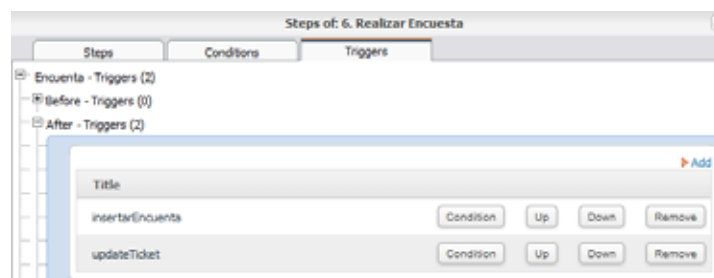 Steps of: 6. Realizar Encuesta
Steps Conditions Triggers
Encuenta - Triggers (2)
Before - Triggers (0)
After - Triggers (2)
Add
Title
insertarEncuenta Condition Up Down Remove
updateTicket Condition Up Down Remove